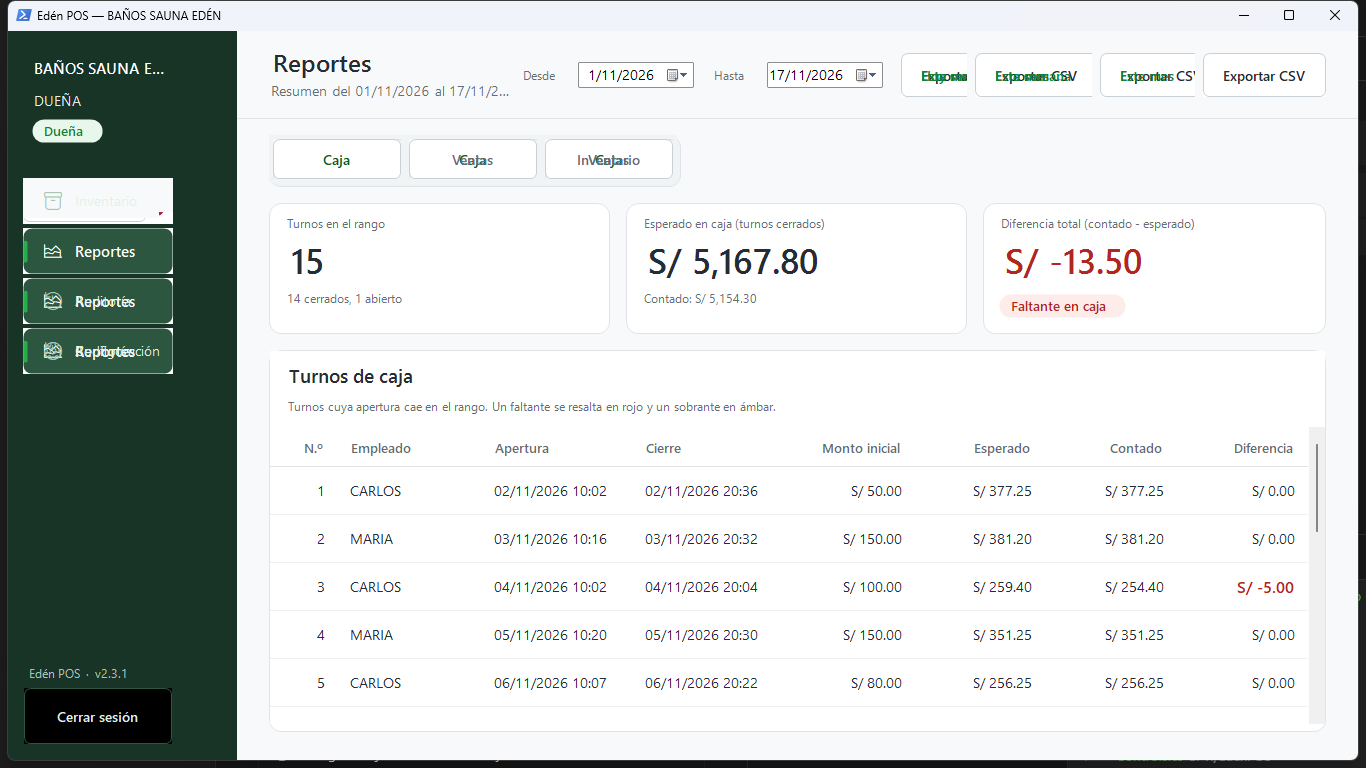 Edén POS — BAÑOS SAUNA EDÉN
BAÑOS SAUNA E...
DUEÑA
Dueña
Inventario
Reportes
Reportes
Reportes
Edén POS · v2.3.1
Cerrar sesión
Reportes
Resumen del 01/11/2026 al 17/11/2...
Desde
1/11/2026
Hasta
17/11/2026
Exportar CSV
Caja
Ventas
Inventario
Turnos en el rango
15
14 cerrados, 1 abierto
Esperado en caja (turnos cerrados)
S/ 5,167.80
Contado: S/ 5,154.30
Diferencia total (contado - esperado)
S/ -13.50
Faltante en caja
Turnos de caja
Turnos cuya apertura cae en el rango. Un faltante se resalta en rojo y un sobrante en ámbar.
N.º Empleado Apertura Cierre Monto inicial Esperado Contado Diferencia
1 CARLOS 02/11/2026 10:02 02/11/2026 20:36 S/ 50.00 S/ 377.25 S/ 377.25 S/ 0.00
2 MARIA 03/11/2026 10:16 03/11/2026 20:32 S/ 150.00 S/ 381.20 S/ 381.20 S/ 0.00
3 CARLOS 04/11/2026 10:02 04/11/2026 20:04 S/ 100.00 S/ 259.40 S/ 254.40 S/ -5.00
4 MARIA 05/11/2026 10:20 05/11/2026 20:30 S/ 150.00 S/ 351.25 S/ 351.25 S/ 0.00
5 CARLOS 06/11/2026 10:07 06/11/2026 20:22 S/ 80.00 S/ 256.25 S/ 256.25 S/ 0.00